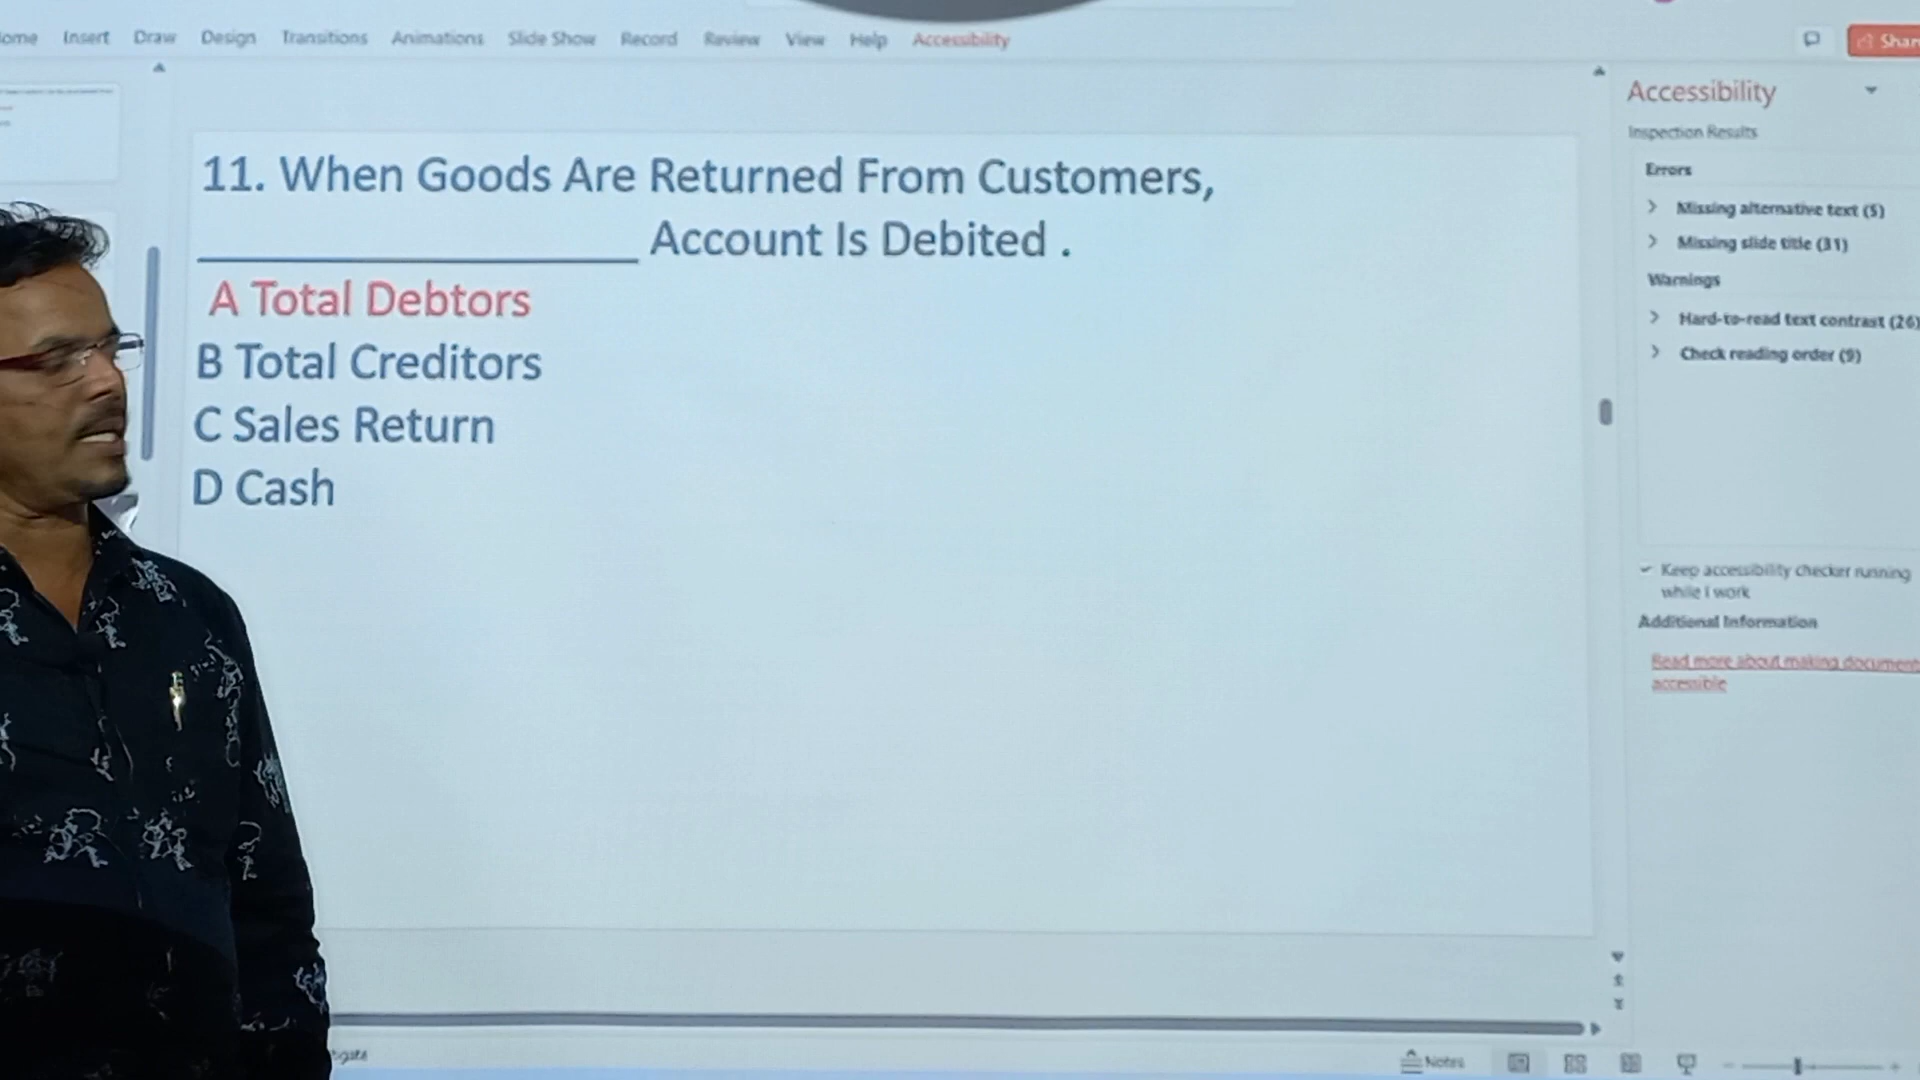 ome Insert Draw Design Transitions Animations Slide Show Record Review View Help Accessibility
Shar
11. When Goods Are Returned From Customers,
__________________ Account Is Debited .
A Total Debtors
B Total Creditors
C Sales Return
D Cash
Accessibility
Inspection Results
Errors
Missing alternative text (5)
Missing slide title (31)
Warnings
Hard-to-read text contrast (26)
Check reading order (9)
Keep accessibility checker running
while I work
Additional Information
Read more about making document
accessible
Notes